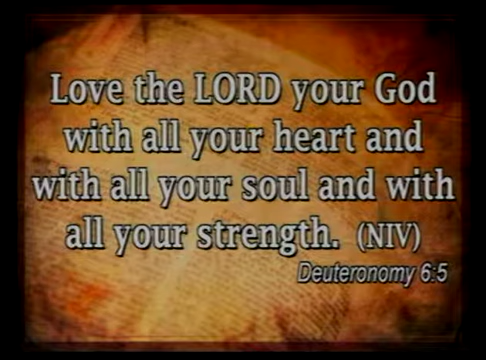 Love the LORD your God
with all your heart and
with all your soul and with
all your strength. (NIV)
Deuteronomy 6:5